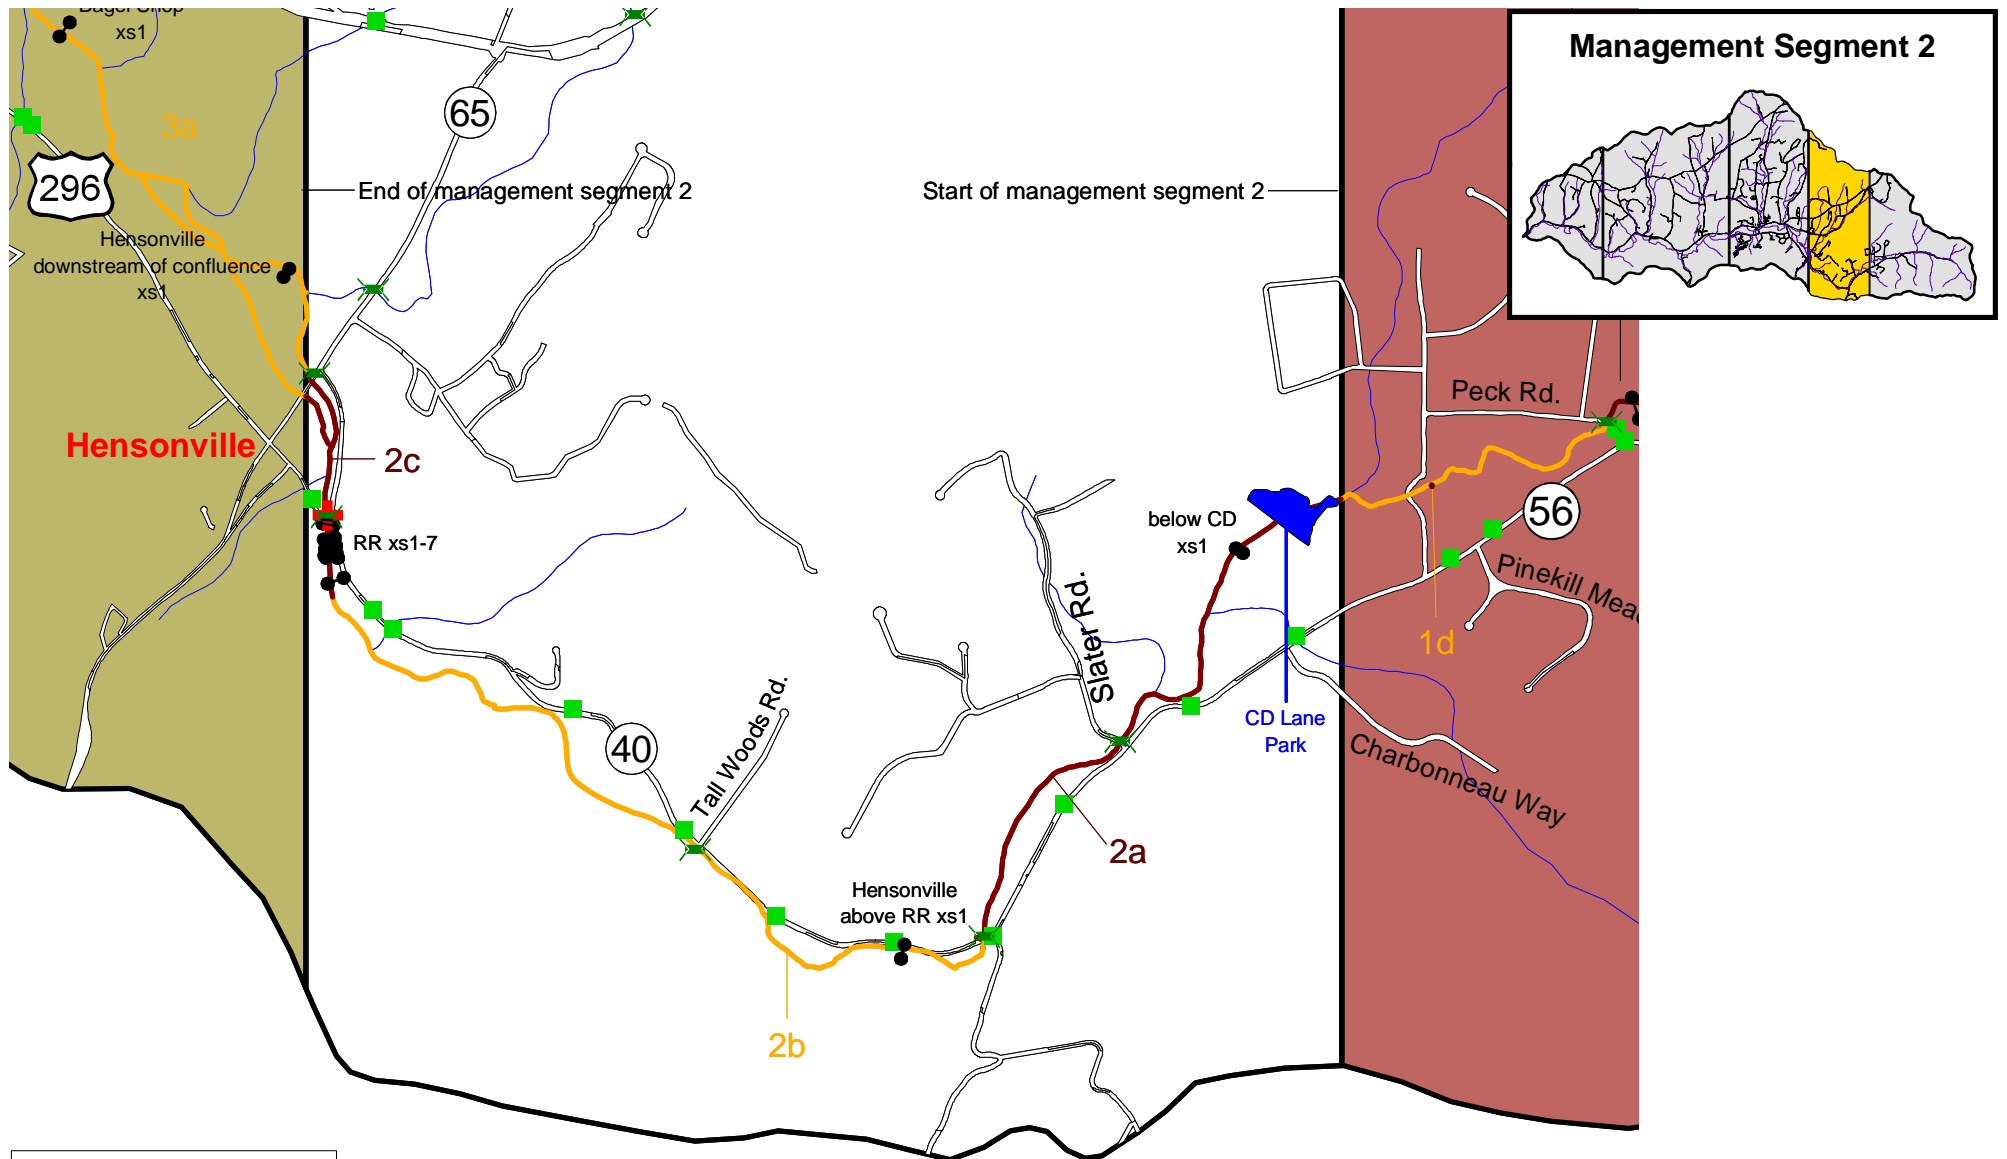 xs1
Management Segment 2
65
3a
296
End of management segment 2
Start of management segment 2
Hensonville
downstream of confluence
xs1
Peck Rd.
Hensonville
2c
56
below CD
xs1
RR xs1-7
Pinekill
Slater Rd.
1d
Tall Woods Rd.
CD Lane
Park
40
Charbonneau Way
2a
Hensonville
above RR xs1
2b